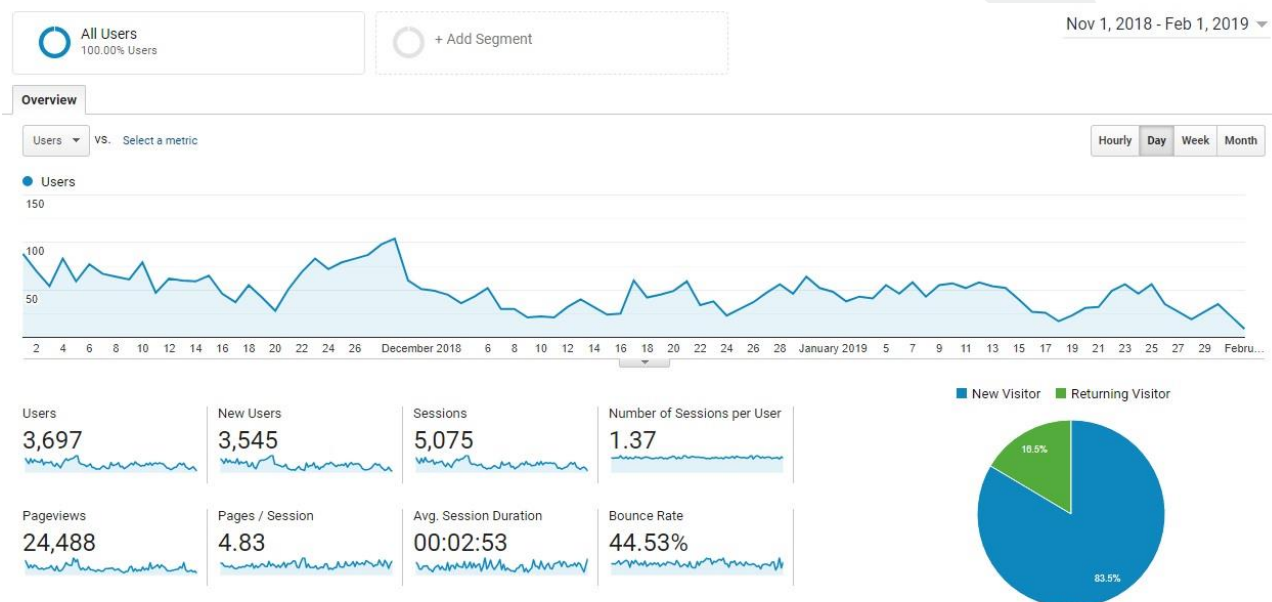 All Users
100.00% Users
+ Add Segment
Nov 1, 2018 - Feb 1, 2019
Overview
Users VS. Select a metric
Hourly Day Week Month
Users
150
100
50
2 4 6 8 10 12 14 16 18 20 22 24 26 December 2018 6 8 10 12 14 16 18 20 22 24 26 28 January 2019 5 7 9 11 13 15 17 19 21 23 25 27 29 Febru...
New Visitor Returning Visitor
Users New Users Sessions Number of Sessions per User
3,697 3,545 5,075 1.37
Pageviews Pages / Session Avg. Session Duration Bounce Rate
24,488 4.83 00:02:53 44.53%
16.5%
83.5%